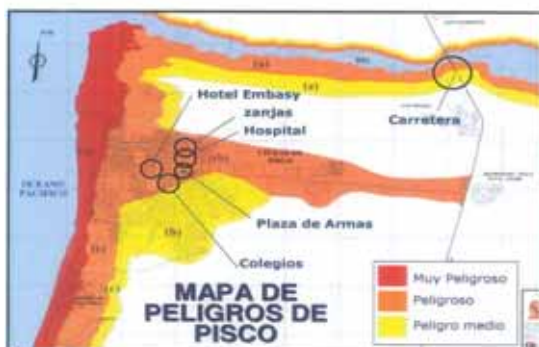 Hotel Embasy
zanjas
Hospital
Carretera
OCEANO
PACIFICO
Plaza de Armas
(b)
Colegios
MAPA DE
PELIGROS DE
PISCO
Muy Peligroso
Peligroso
Peligro medio